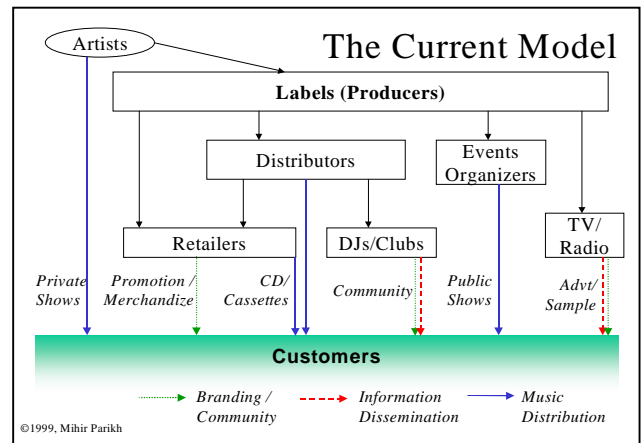 The Current Model
Artists
Labels (Producers)
Distributors
Events
Organizers
Retailers
DJs/Clubs
TV/
Radio
Private
Shows
Promotion /
Merchandize
CD/
Cassettes
Community
Public
Shows
Advt/
Sample
Customers
Branding /
Community
Information
Dissemination
Music
Distribution
©1999, Mihir Parikh